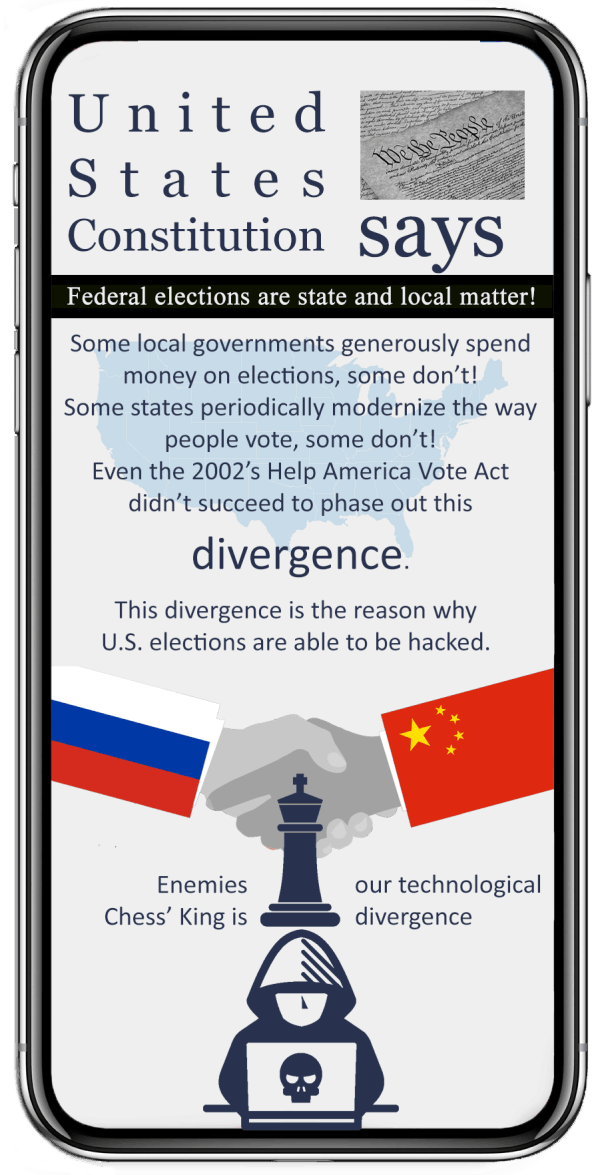 United
States
Constitution says
We the People
Federal elections are state and local matter!
Some local governments generously spend
money on elections, some don't!
Some states periodically modernize the way
people vote, some don't!
Even the 2002's Help America Vote Act
didn't succeed to phase out this
divergence.
This divergence is the reason why
U.S. elections are able to be hacked.
Enemies
Chess' King is
our technological
divergence